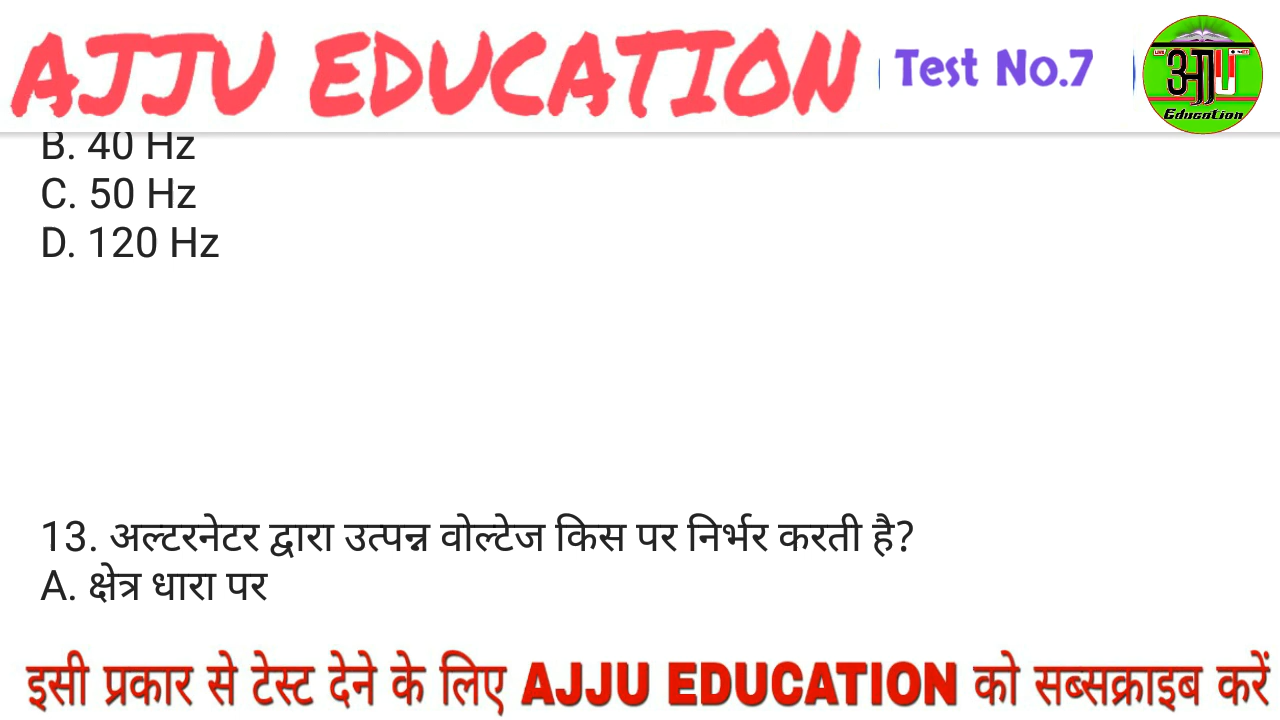 AJJU EDUCATION
Test No.7
आJJU
Education
B. 40 Hz
C. 50 Hz
D. 120 Hz
13. अल्टरनेटर द्वारा उत्पन्न वोल्टेज किस पर निर्भर करती है?
A. क्षेत्र धारा पर
इसी प्रकार से टेस्ट देने के लिए AJJU EDUCATION को सब्सक्राइब करें